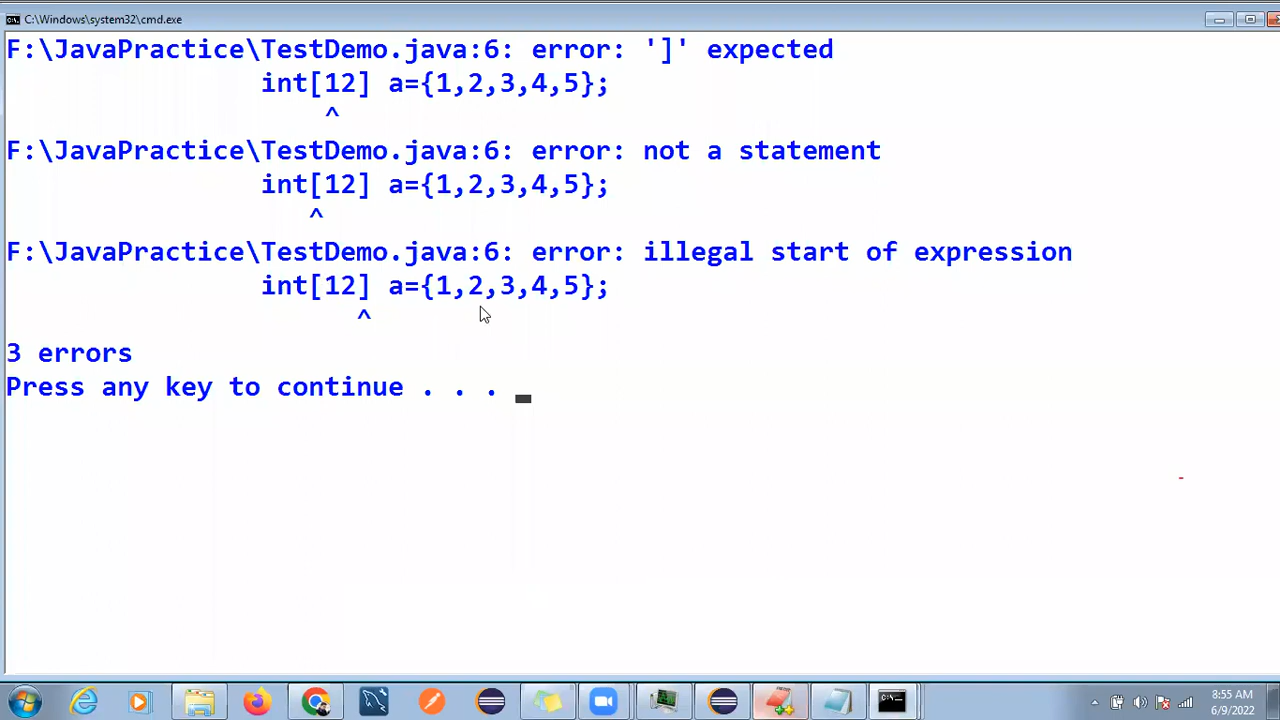 C:\Windows\system32\cmd.exe
F:\JavaPractice\TestDemo.java:6: error: ']' expected
int[12] a={1,2,3,4,5};
^
F:\JavaPractice\TestDemo.java:6: error: not a statement
int[12] a={1,2,3,4,5};
^
F:\JavaPractice\TestDemo.java:6: error: illegal start of expression
int[12] a={1,2,3,4,5};
^
3 errors
Press any key to continue . . .
8:55 AM
6/9/2022